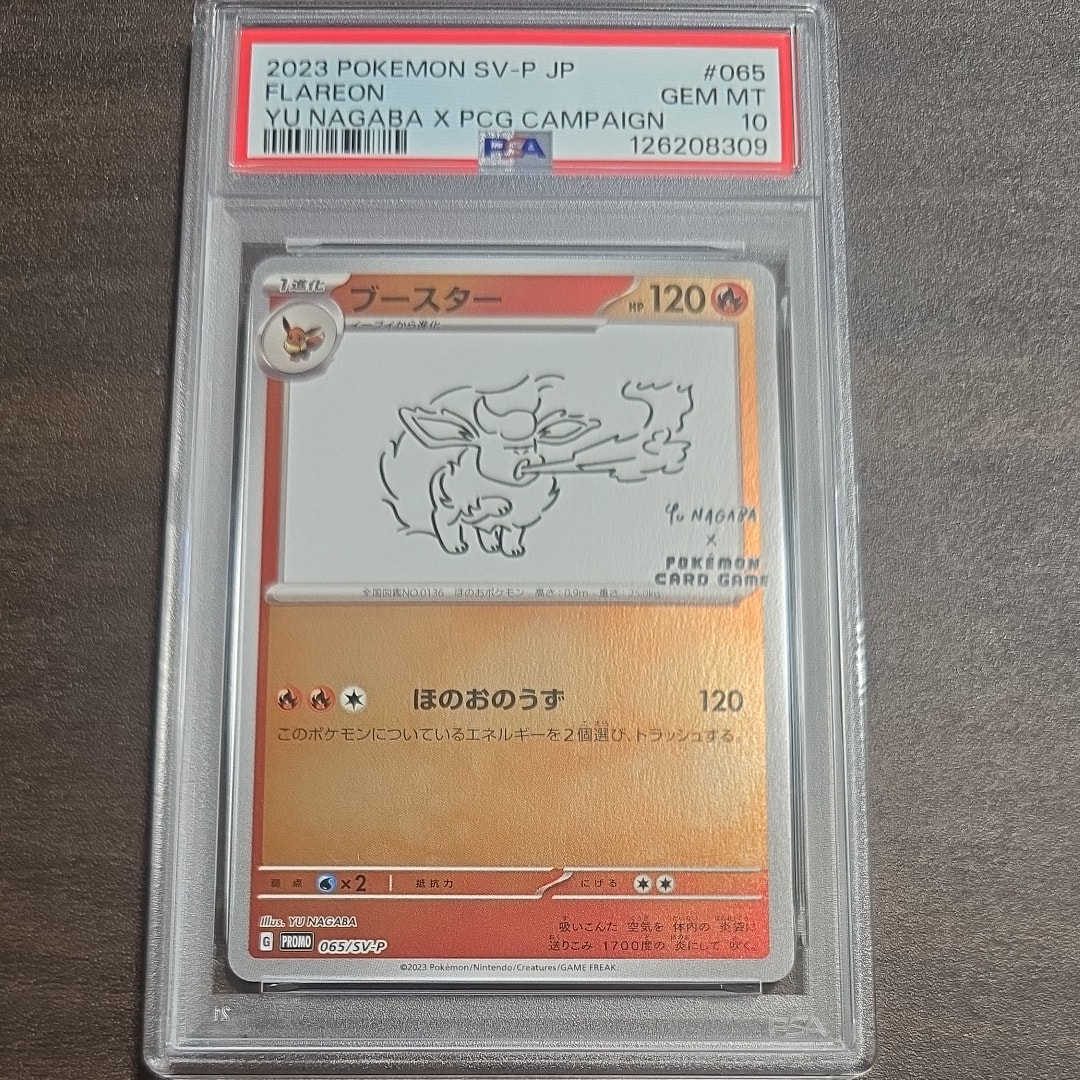 2023 POKEMON SV-P JP #065
FLAREON GEM MT
YU NAGABA X PCG CAMPAIGN 10
PSA 126208309
1進化 ブースター HP 120
イーブイから進化
YU NAGABA
×
POKÉMON
CARD GAME
全国図鑑NO.0136 ほのおポケモン 高さ:0.9m 重さ:25.0kg
ほのおのうず 120
このポケモンについているエネルギーを2個選び、トラッシュする。
弱点 ×2 抵抗力 にげる
Illus. YU NAGABA
吸いこんだ 空気を 体内の 炎袋に
送りこみ 1700度の 炎にして 吹く。
G PROMO 065/SV-P
©2023 Pokémon/Nintendo/Creatures/GAME FREAK.
PSA